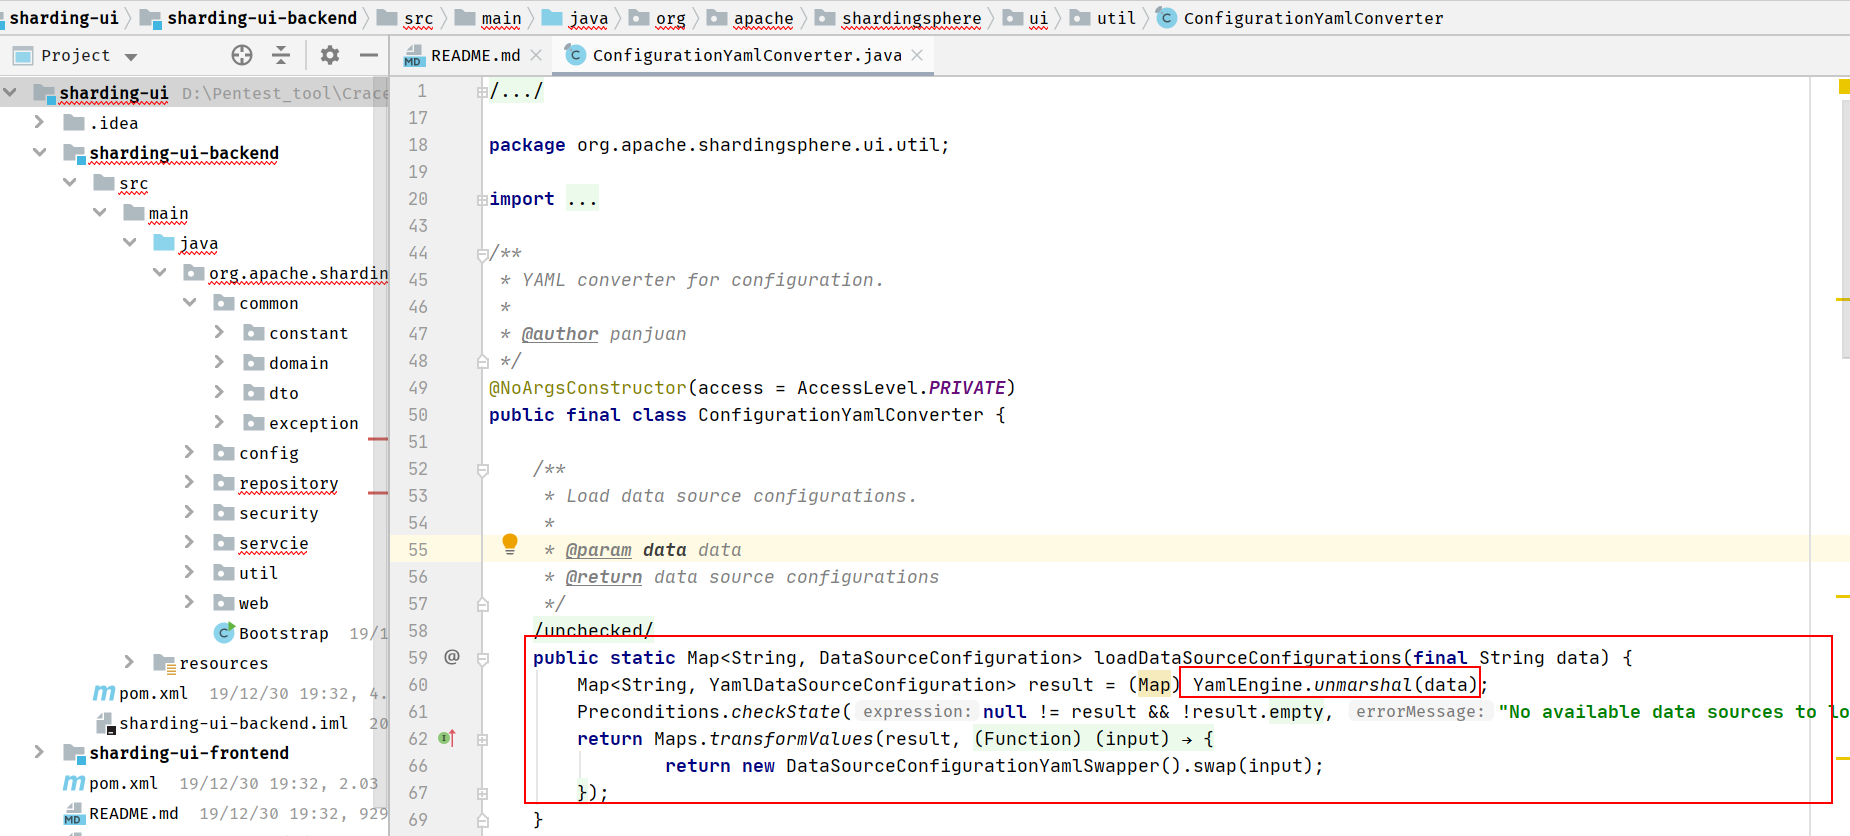 sharding-ui sharding-ui-backend src main java org apache shardingsphere ui util ConfigurationYamlConverter
Project
README.md ConfigurationYamlConverter.java
sharding-ui D:\Pentest_tool\Crace
.idea
sharding-ui-backend
src
main
java
org.apache.shardin
common
constant
domain
dto
exception
config
repository
security
servcie
util
web
Bootstrap 19/1
resources
pom.xml 19/12/30 19:32, 4.
sharding-ui-backend.iml 20
sharding-ui-frontend
pom.xml 19/12/30 19:32, 2.03
README.md 19/12/30 19:32, 929
1 /.../
17
18 package org.apache.shardingsphere.ui.util;
19
20 import ...
43
44 /**
45 * YAML converter for configuration.
46 *
47 * @author panjuan
48 */
49 @NoArgsConstructor(access = AccessLevel.PRIVATE)
50 public final class ConfigurationYamlConverter {
51
52 /**
53 * Load data source configurations.
54 *
55 * @param data data
56 * @return data source configurations
57 */
58 /unchecked/
59 @ public static Map<String, DataSourceConfiguration> loadDataSourceConfigurations(final String data) {
60 Map<String, YamlDataSourceConfiguration> result = (Map) YamlEngine.unmarshal(data);
61 Preconditions.checkState( expression: null != result && !result.empty, errorMessage: "No available data sources to lo
62 return Maps.transformValues(result, (Function) (input) → {
66 return new DataSourceConfigurationYamlSwapper().swap(input);
67 });
69 }